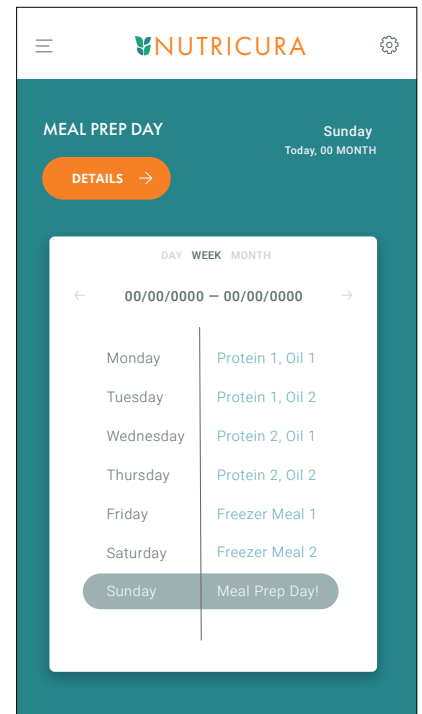 NUTRICURA
MEAL PREP DAY
Sunday
Today, 00 MONTH
DETAILS →
DAY WEEK MONTH
← 00/00/0000 — 00/00/0000 →
Monday Protein 1, Oil 1
Tuesday Protein 1, Oil 2
Wednesday Protein 2, Oil 1
Thursday Protein 2, Oil 2
Friday Freezer Meal 1
Saturday Freezer Meal 2
Sunday Meal Prep Day!